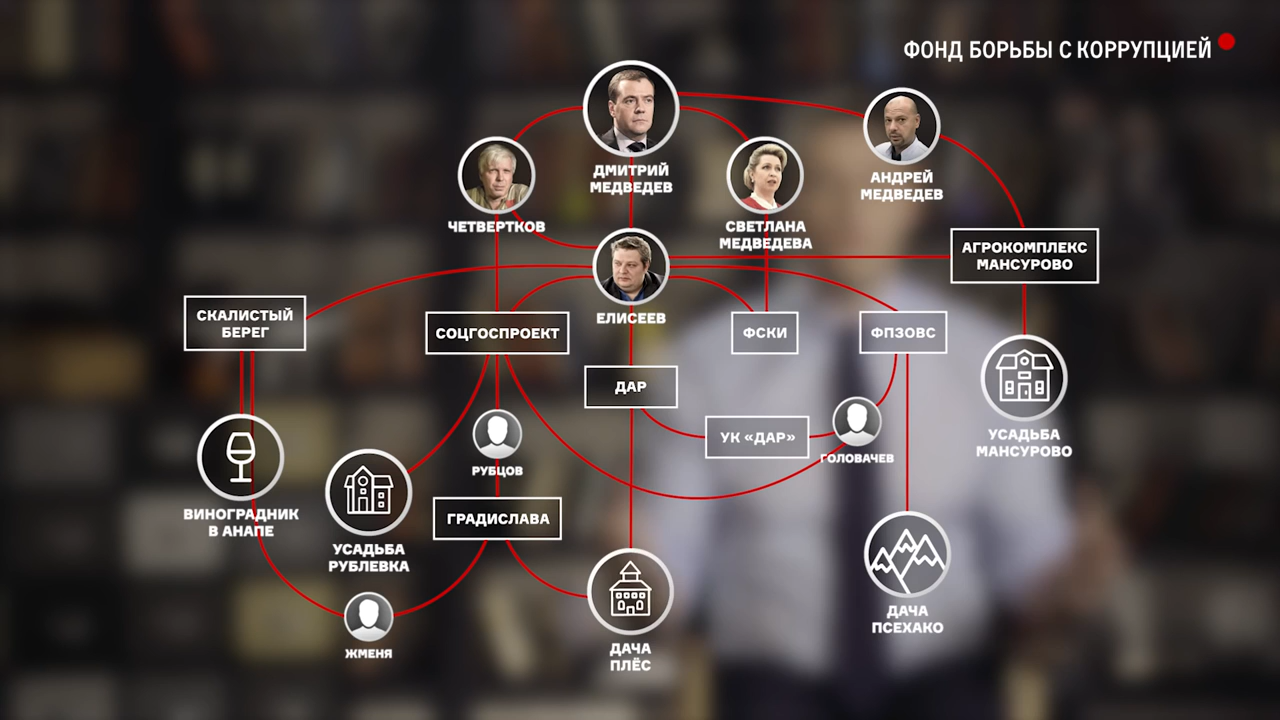 ФОНД БОРЬБЫ С КОРРУПЦИЕЙ
ДМИТРИЙ
МЕДВЕДЕВ
АНДРЕЙ
МЕДВЕДЕВ
ЧЕТВЕРТКОВ
СВЕТЛАНА
МЕДВЕДЕВА
АГРОКОМПЛЕКС
МАНСУРОВО
ЕЛИСЕЕВ
СКАЛИСТЫЙ
БЕРЕГ
СОЦГОСПРОЕКТ
ФСКИ
ФПЗОВС
ДАР
УК «ДАР»
ГОЛОВАЧЕВ
УСАДЬБА
МАНСУРОВО
РУБЦОВ
ВИНОГРАДНИК
В АНАПЕ
ГРАДИСЛАВА
УСАДЬБА
РУБЛЕВКА
ДАЧА
ПСЕХАКО
ЖМЕНЯ
ДАЧА
ПЛЁС